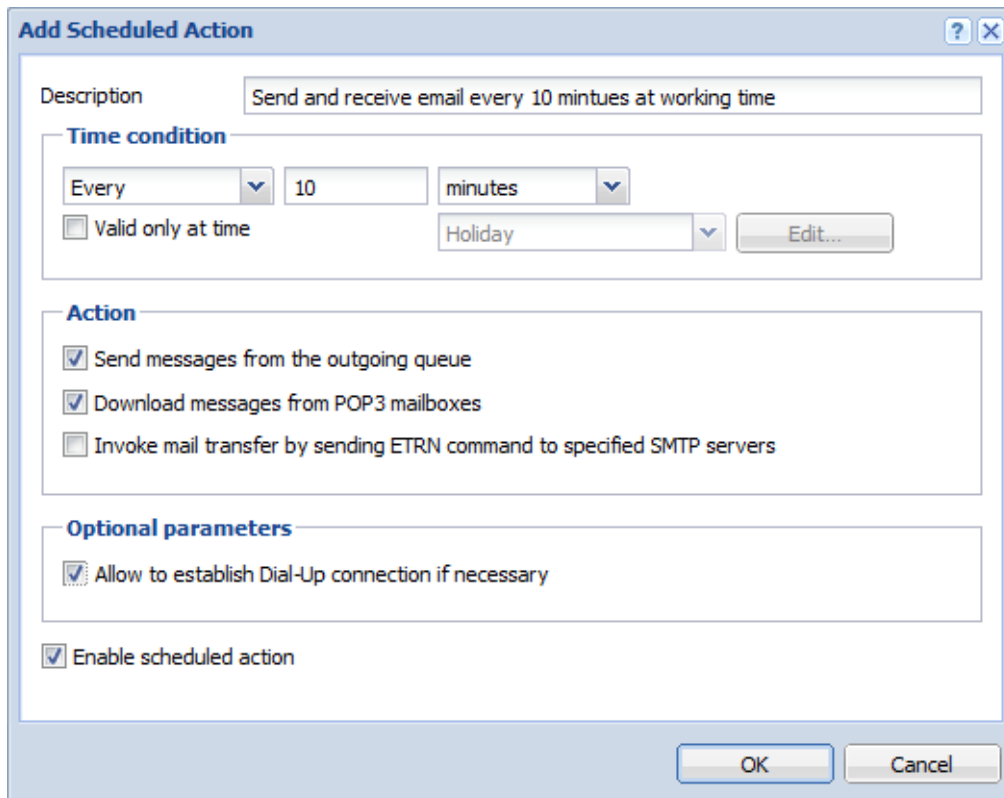 Add Scheduled Action
Description Send and receive email every 10 mintues at working time
Time condition
Every 10 minutes
Valid only at time Holiday Edit...
Action
Send messages from the outgoing queue
Download messages from POP3 mailboxes
Invoke mail transfer by sending ETRN command to specified SMTP servers
Optional parameters
Allow to establish Dial-Up connection if necessary
Enable scheduled action
OK Cancel